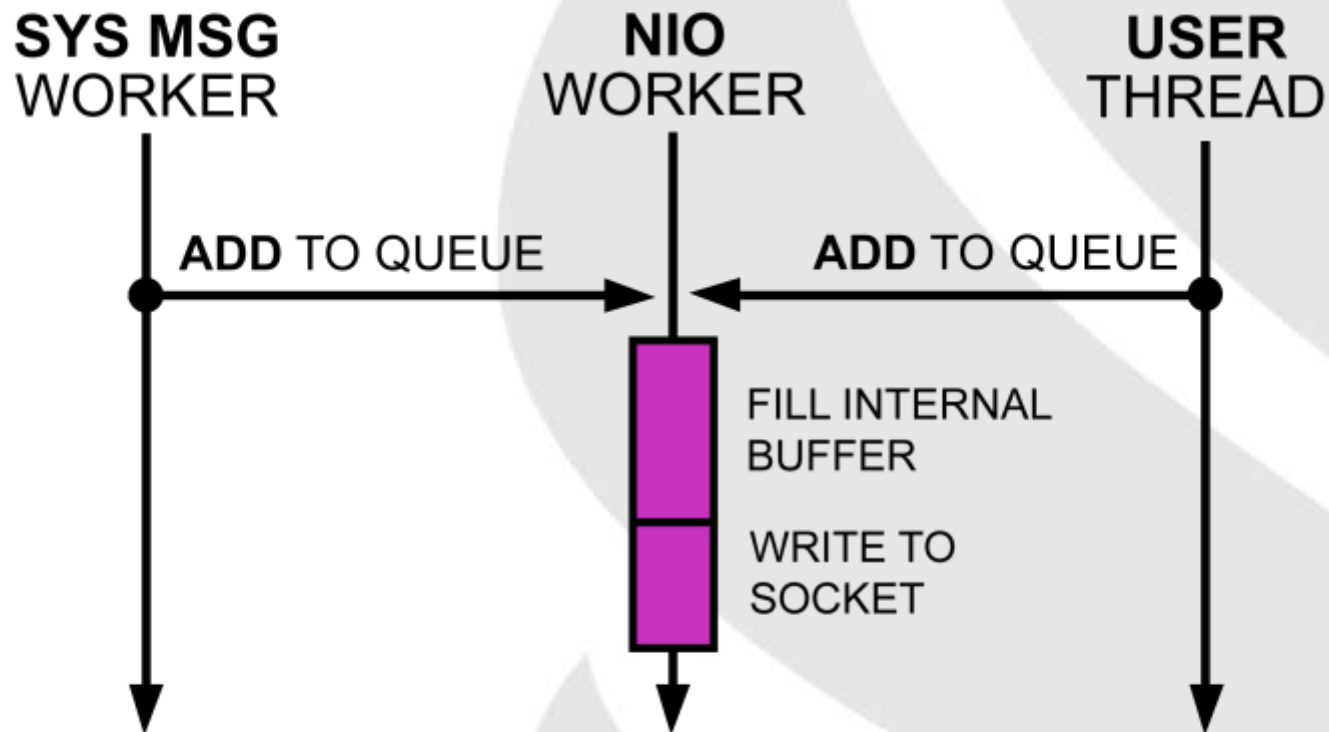 SYS MSG
WORKER
NIO
WORKER
USER
THREAD
ADD TO QUEUE
ADD TO QUEUE
FILL INTERNAL
BUFFER
WRITE TO
SOCKET